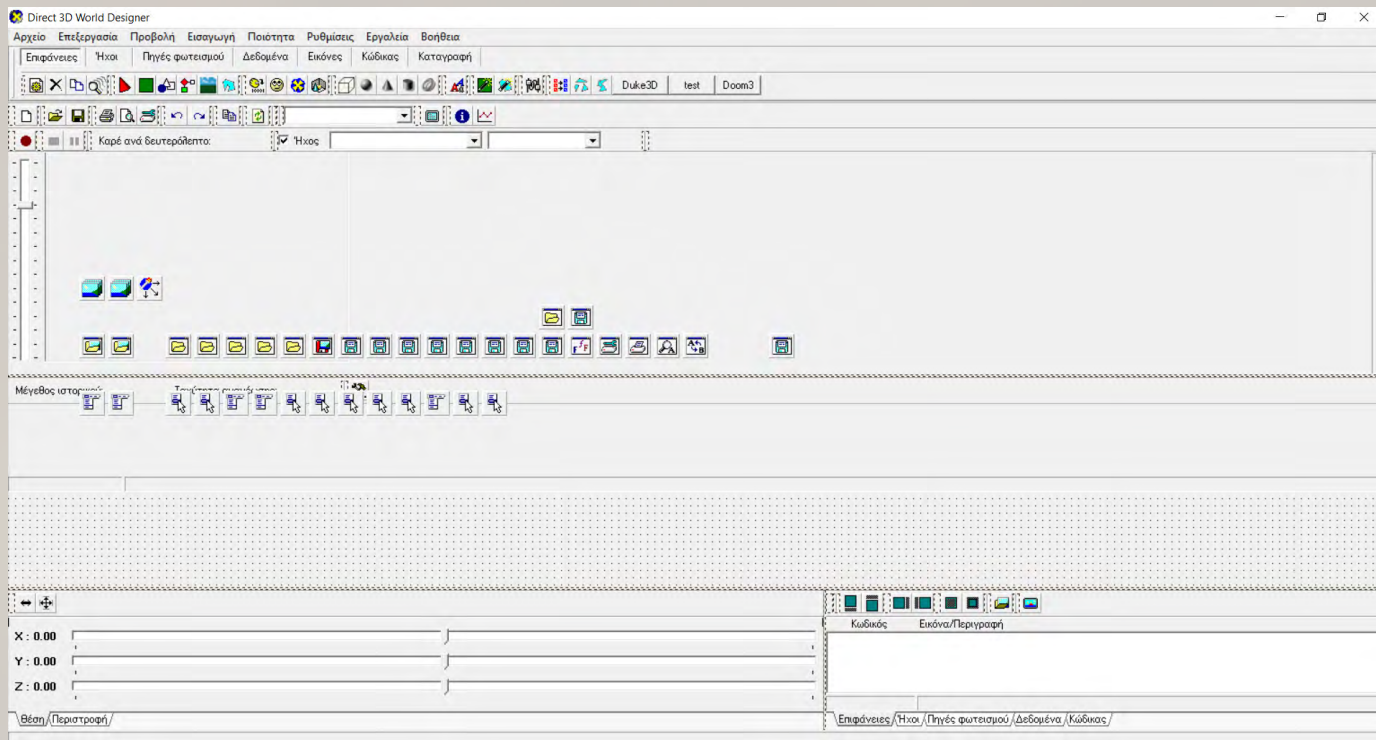 Direct 3D World Designer
Αρχείο Επεξεργασία Προβολή Εισαγωγή Ποιότητα Ρυθμίσεις Εργαλεία Βοήθεια
Επιφάνειες Ήχοι Πηγές φωτεισμού Δεδομένα Εικόνες Κώδικας Καταγραφή
Duke3D test Doom3
Καρέ ανά δευτερόλεπτο: Ήχος
Μέγεθος ιστορικού:
X : 0.00
Y : 0.00
Z : 0.00
Θέση Περιστροφή
Κωδικός Εικόνα/Περιγραφή
Επιφάνειες Ήχοι Πηγές φωτεισμού Δεδομένα Κώδικας